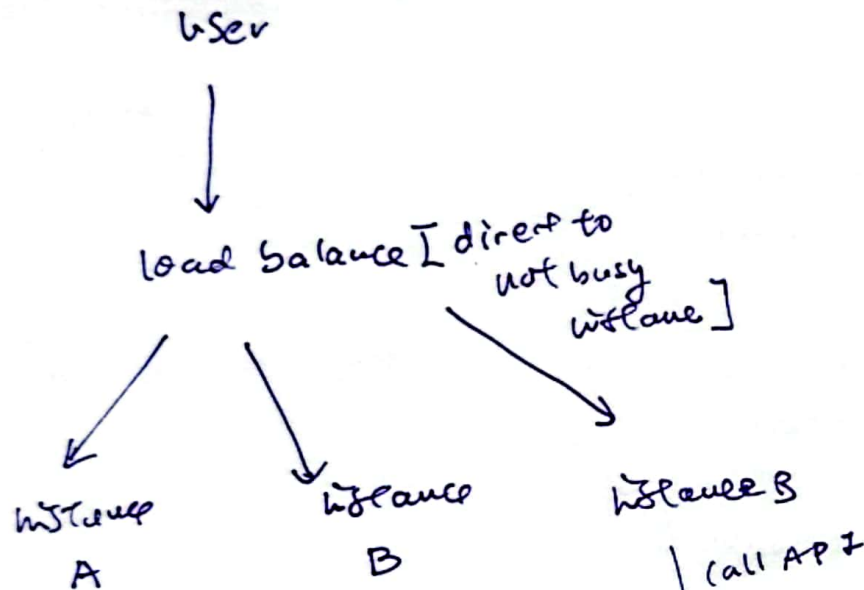 user
load balance [ direct to
not busy
instance ]
instance
A
instance
B
instance B
call API